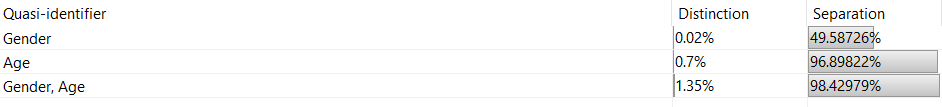 Quasi-identifier Distinction Separation
Gender 0.02% 49.58726%
Age 0.7% 96.89822%
Gender, Age 1.35% 98.42979%